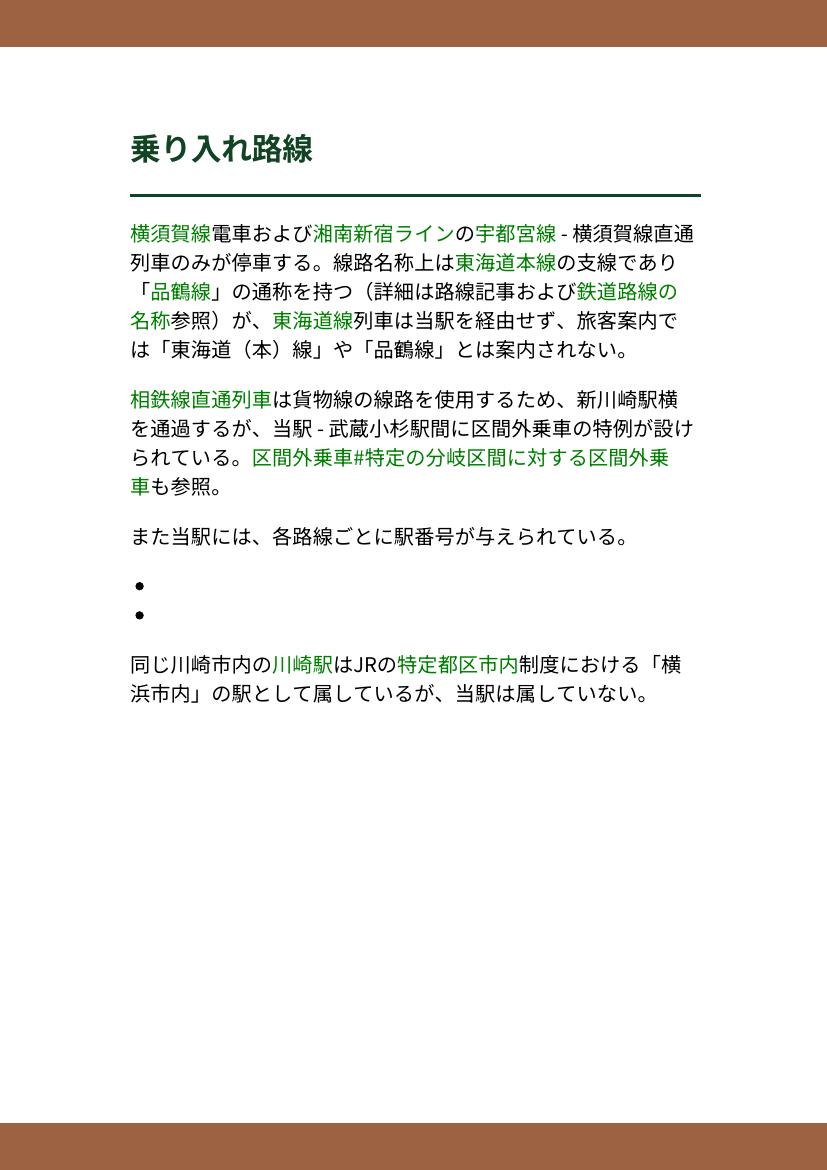 乗り入れ路線
横須賀線電車および湘南新宿ラインの宇都宮線 - 横須賀線直通
列車のみが停車する。線路名称上は東海道本線の支線であり
「品鶴線」の通称を持つ（詳細は路線記事および鉄道路線の
名称参照）が、東海道線列車は当駅を経由せず、旅客案内で
は「東海道（本）線」や「品鶴線」とは案内されない。
相鉄線直通列車は貨物線の線路を使用するため、新川崎駅横
を通過するが、当駅 - 武蔵小杉駅間に区間外乗車の特例が設け
られている。区間外乗車#特定の分岐区間に対する区間外乗
車も参照。
また当駅には、各路線ごとに駅番号が与えられている。
同じ川崎市内の川崎駅はJRの特定都区市内制度における「横
浜市内」の駅として属しているが、当駅は属していない。